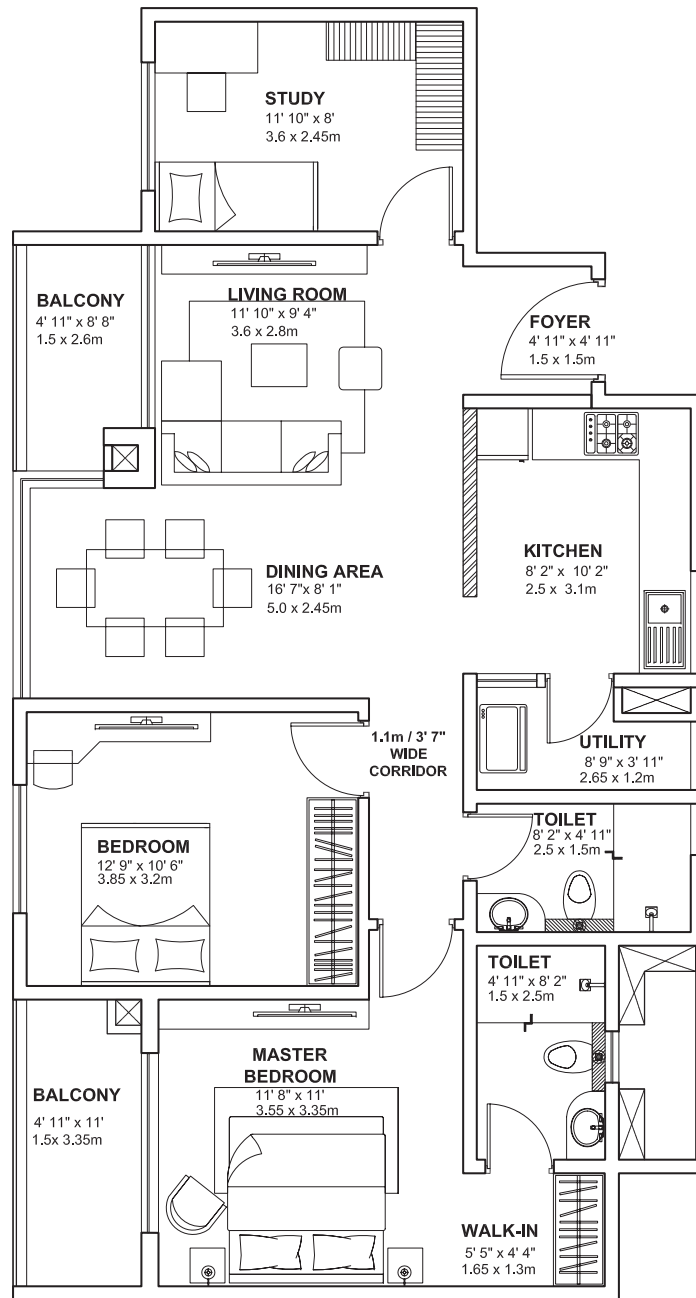 STUDY
11' 10" x 8'
3.6 x 2.45m
BALCONY
4' 11" x 8' 8"
1.5 x 2.6m
LIVING ROOM
11' 10" x 9' 4"
3.6 x 2.8m
FOYER
4' 11" x 4' 11"
1.5 x 1.5m
KITCHEN
8' 2" x 10' 2"
2.5 x 3.1m
DINING AREA
16' 7"x 8' 1"
5.0 x 2.45m
1.1m / 3' 7"
WIDE
CORRIDOR
UTILITY
8' 9" x 3' 11"
2.65 x 1.2m
BEDROOM
12' 9" x 10' 6"
3.85 x 3.2m
TOILET
8' 2" x 4' 11"
2.5 x 1.5m
TOILET
4' 11" x 8' 2"
1.5 x 2.5m
MASTER
BEDROOM
11' 8" x 11'
3.55 x 3.35m
BALCONY
4' 11" x 11'
1.5x 3.35m
WALK-IN
5' 5" x 4' 4"
1.65 x 1.3m